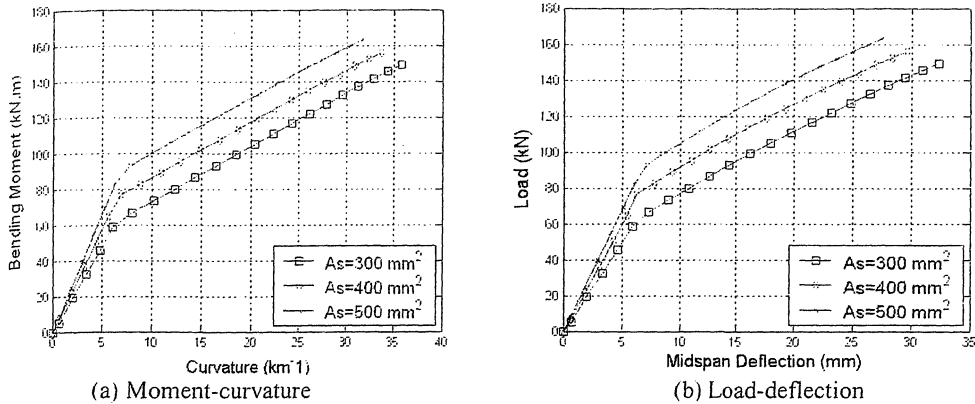 180
160
140
120
100
80
60
40
20
0
Bending Moment (kN.m)
As=300 mm²
As=400 mm²
As=500 mm²
0 5 10 15 20 25 30 35 40
Curvature (km⁻¹)
(a) Moment-curvature
180
160
140
120
100
80
60
40
20
0
Load (kN)
As=300 mm²
As=400 mm²
As=500 mm²
0 5 10 15 20 25 30 35
Midspan Deflection (mm)
(b) Load-deflection